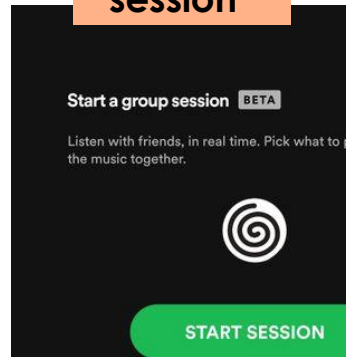 session
Start a group session BETA
Listen with friends, in real time. Pick what to
the music together.
START SESSION